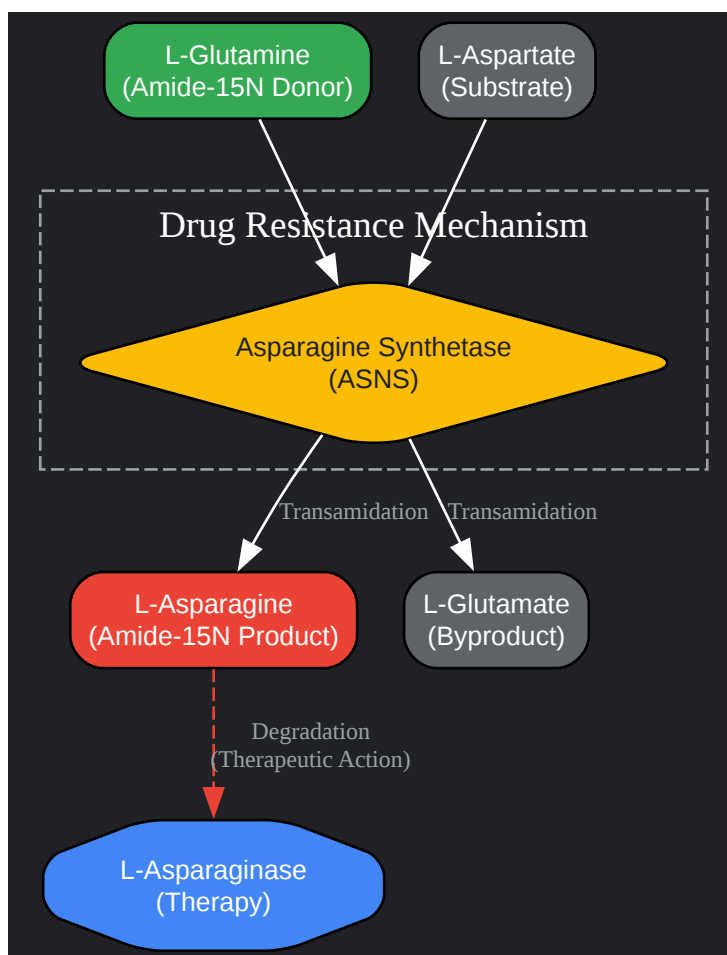 L-Glutamine
(Amide-15N Donor)
L-Aspartate
(Substrate)
Drug Resistance Mechanism
Asparagine Synthetase
(ASNS)
Transamidation
Transamidation
L-Asparagine
(Amide-15N Product)
L-Glutamate
(Byproduct)
Degradation
(Therapeutic Action)
L-Asparaginase
(Therapy)